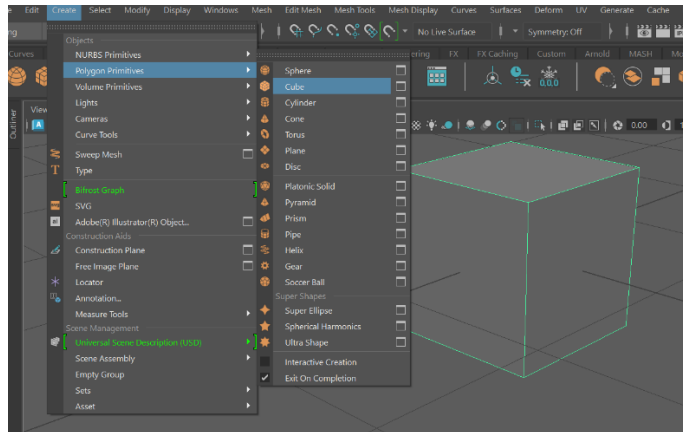 Edit Create Select Modify Display Windows Mesh Edit Mesh Mesh Tools Mesh Display Curves Surfaces Deform UV Generate Cache
No Live Surface
Symmetry: Off
Curves
FX FX Caching Custom Arnold MASH
0,0,0
Outliner
View
0.00
Objects
NURBS Primitives
Polygon Primitives
Volume Primitives
Lights
Cameras
Curve Tools
Sweep Mesh
Type
Bifrost Graph
SVG
Adobe(R) Illustrator(R) Object...
Construction Aids
Construction Plane
Free Image Plane
Locator
Annotation...
Measure Tools
Scene Management
Universal Scene Description (USD)
Scene Assembly
Empty Group
Sets
Asset
Sphere
Cube
Cylinder
Cone
Torus
Plane
Disc
Platonic Solid
Pyramid
Prism
Pipe
Helix
Gear
Soccer Ball
Super Shapes
Super Ellipse
Spherical Harmonics
Ultra Shape
Interactive Creation
Exit On Completion